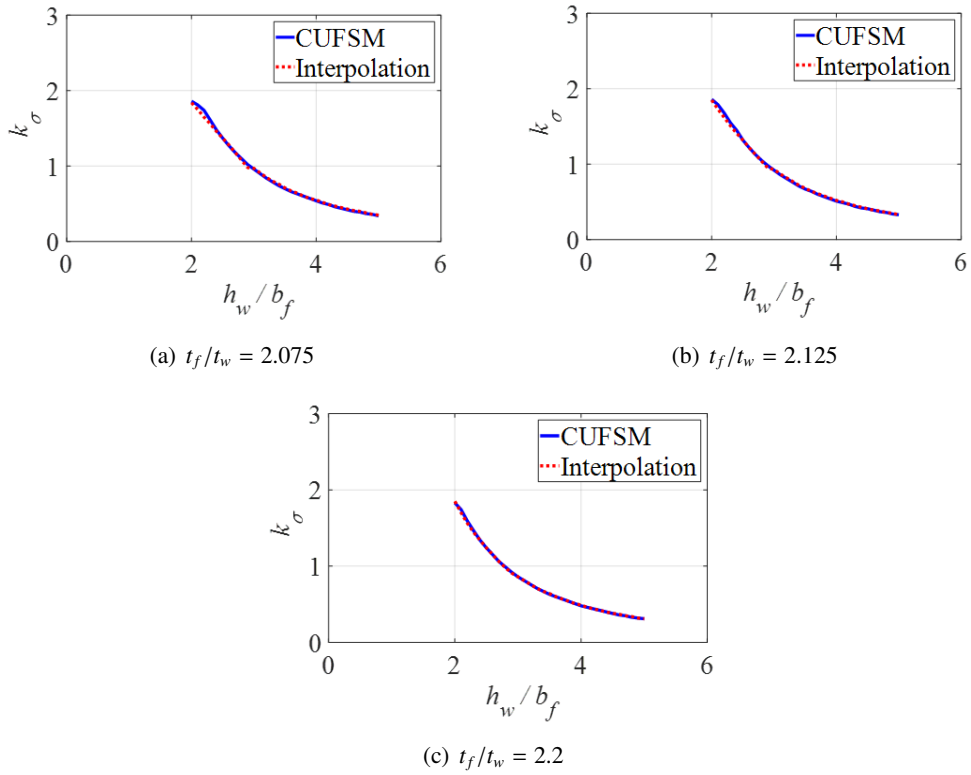 3
2
1
0
k_σ
CUFSM
Interpolation
0 2 4 6
h_w / b_f
(a) t_f/t_w = 2.075
3
2
1
0
k_σ
CUFSM
Interpolation
0 2 4 6
h_w / b_f
(b) t_f/t_w = 2.125
3
2
1
0
k_σ
CUFSM
Interpolation
0 2 4 6
h_w / b_f
(c) t_f/t_w = 2.2